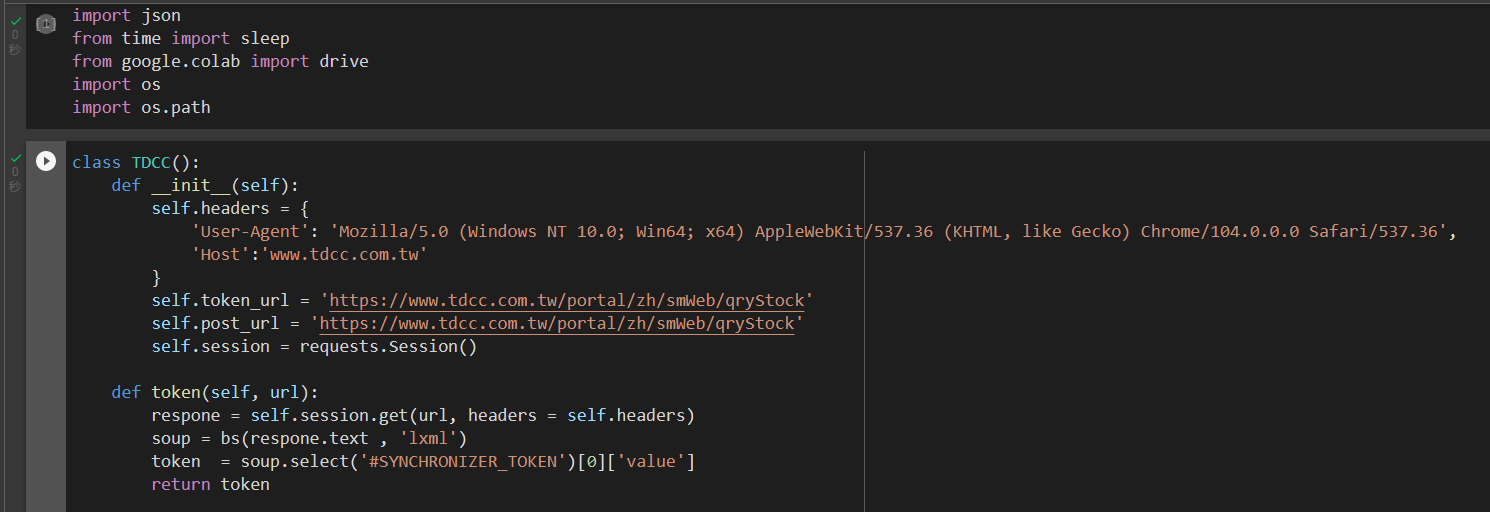 import json
from time import sleep
from google.colab import drive
import os
import os.path
0
秒
class TDCC():
    def __init__(self):
        self.headers = {
            'User-Agent': 'Mozilla/5.0 (Windows NT 10.0; Win64; x64) AppleWebKit/537.36 (KHTML, like Gecko) Chrome/104.0.0.0 Safari/537.36',
            'Host':'www.tdcc.com.tw'
        }
        self.token_url = 'https://www.tdcc.com.tw/portal/zh/smWeb/qryStock'
        self.post_url = 'https://www.tdcc.com.tw/portal/zh/smWeb/qryStock'
        self.session = requests.Session()
    def token(self, url):
        respone = self.session.get(url, headers = self.headers)
        soup = bs(respone.text , 'lxml')
        token  = soup.select('#SYNCHRONIZER_TOKEN')[0]['value']
        return token
0
秒